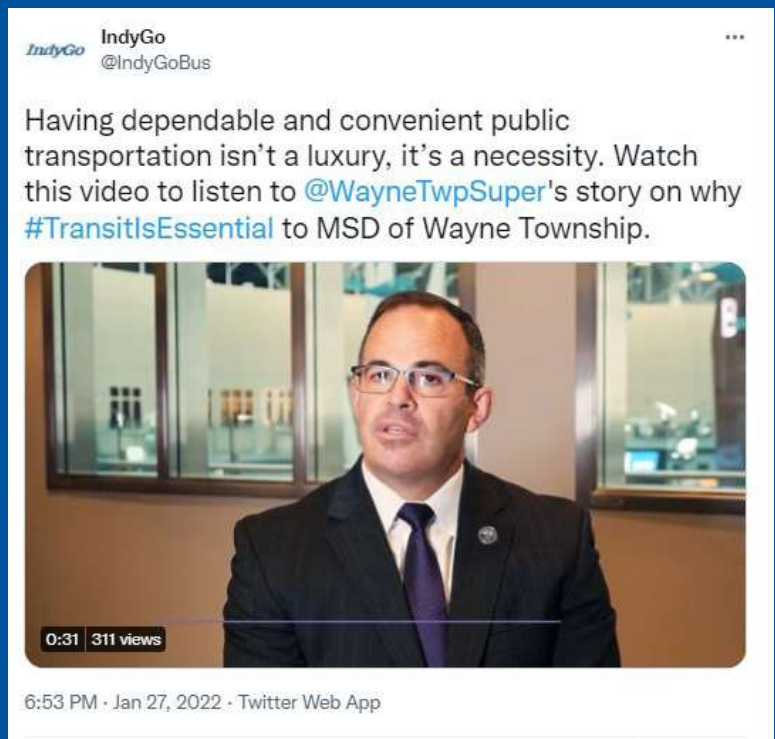 IndyGo
IndyGo
@IndyGoBus
Having dependable and convenient public
transportation isn't a luxury, it's a necessity. Watch
this video to listen to @WayneTwpSuper's story on why
#TransitIsEssential to MSD of Wayne Township.
0:31 311 views
6:53 PM · Jan 27, 2022 · Twitter Web App